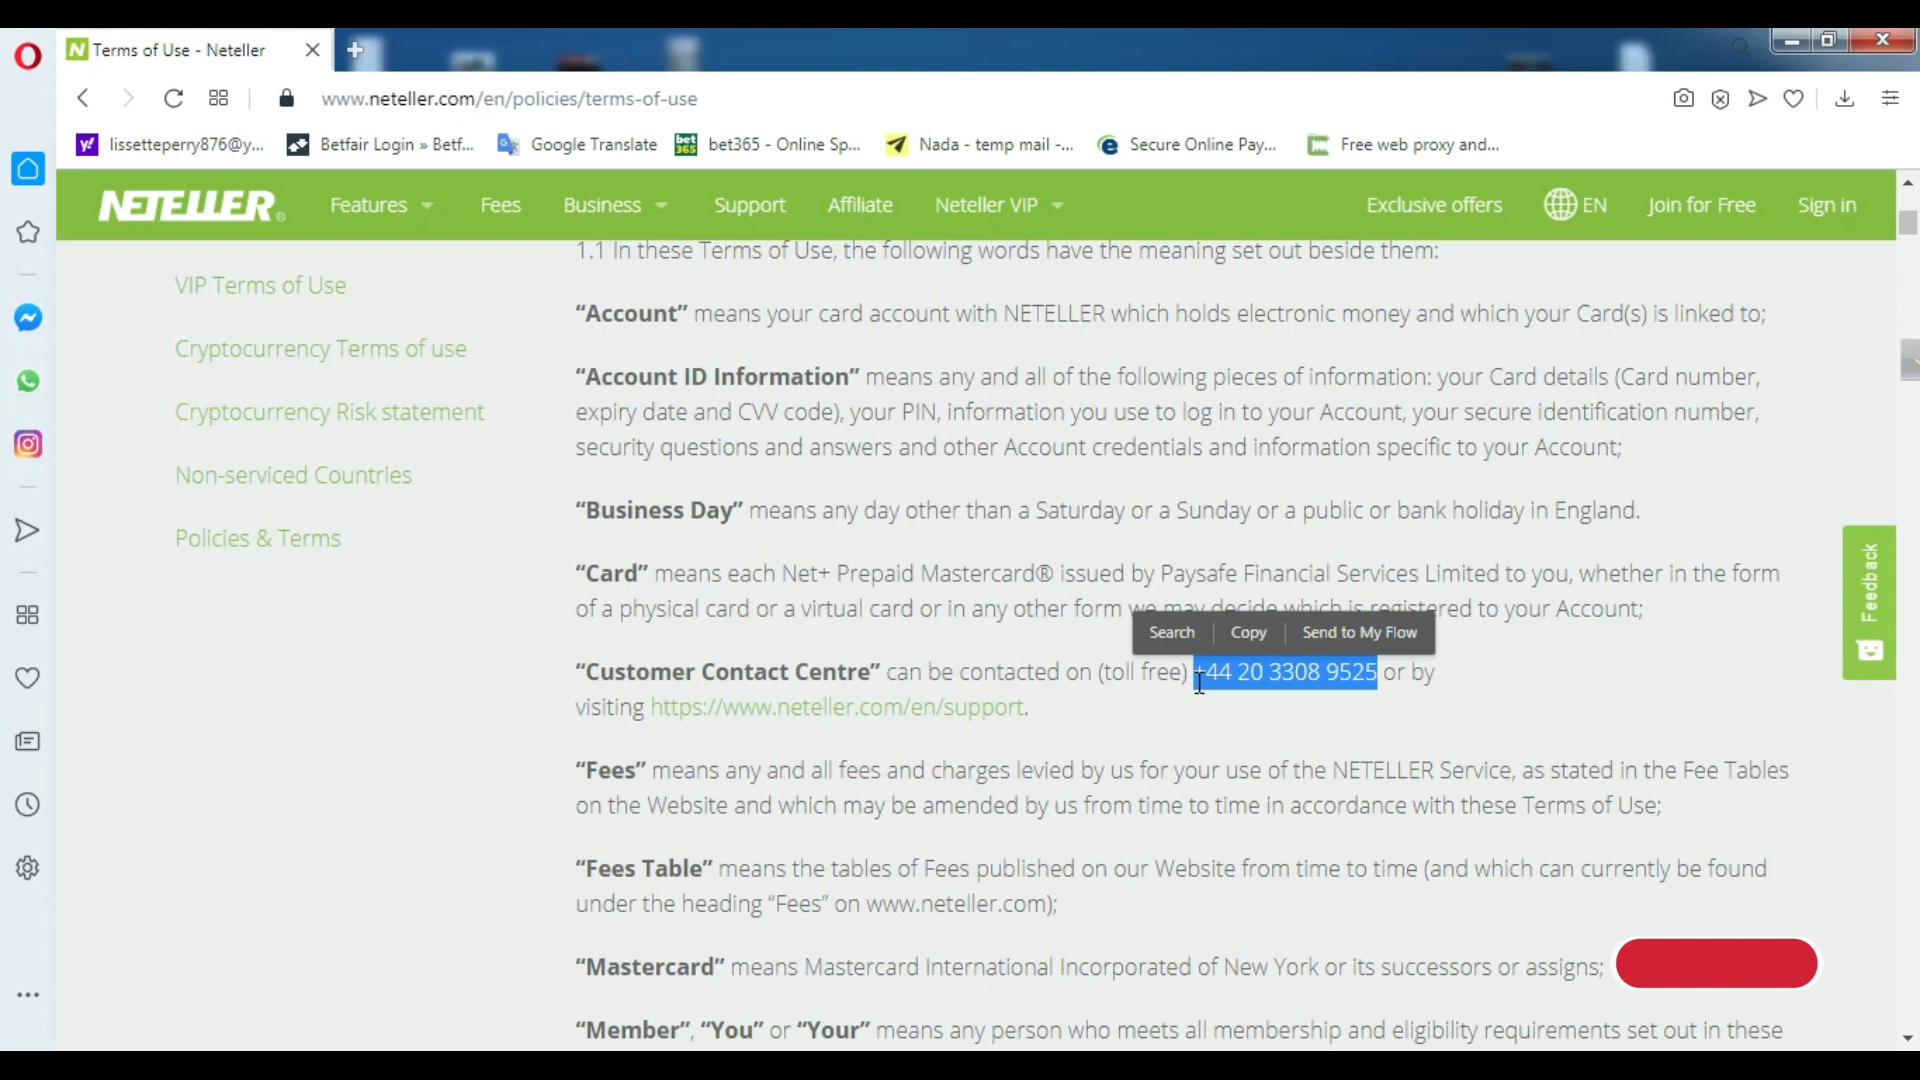 Terms of Use - Neteller
www.neteller.com/en/policies/terms-of-use
lissetteperry876@y...
Betfair Login » Betf...
Google Translate
bet365
bet365 - Online Sp...
Nada - temp mail -...
Secure Online Pay...
Free web proxy and...
NETELLER®
Features
Fees
Business
Support
Affiliate
Neteller VIP
Exclusive offers
EN
Join for Free
Sign in
VIP Terms of Use
Cryptocurrency Terms of use
Cryptocurrency Risk statement
Non-serviced Countries
Policies & Terms
1.1 In these Terms of Use, the following words have the meaning set out beside them:
“Account” means your card account with NETELLER which holds electronic money and which your Card(s) is linked to;
“Account ID Information” means any and all of the following pieces of information: your Card details (Card number,
expiry date and CVV code), your PIN, information you use to log in to your Account, your secure identification number,
security questions and answers and other Account credentials and information specific to your Account;
“Business Day” means any day other than a Saturday or a Sunday or a public or bank holiday in England.
“Card” means each Net+ Prepaid Mastercard® issued by Paysafe Financial Services Limited to you, whether in the form
of a physical card or a virtual card or in any other form we may decide which is registered to your Account;
Search
Copy
Send to My Flow
“Customer Contact Centre” can be contacted on (toll free) +44 20 3308 9525 or by
visiting https://www.neteller.com/en/support.
“Fees” means any and all fees and charges levied by us for your use of the NETELLER Service, as stated in the Fee Tables
on the Website and which may be amended by us from time to time in accordance with these Terms of Use;
“Fees Table” means the tables of Fees published on our Website from time to time (and which can currently be found
under the heading “Fees” on www.neteller.com);
“Mastercard” means Mastercard International Incorporated of New York or its successors or assigns;
“Member”, “You” or “Your” means any person who meets all membership and eligibility requirements set out in these
Feedback